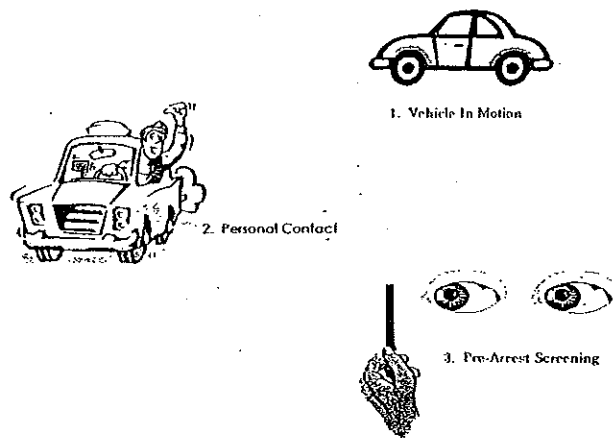 1. Vehicle In Motion
2. Personal Contact
3. Pre-Arrest Screening